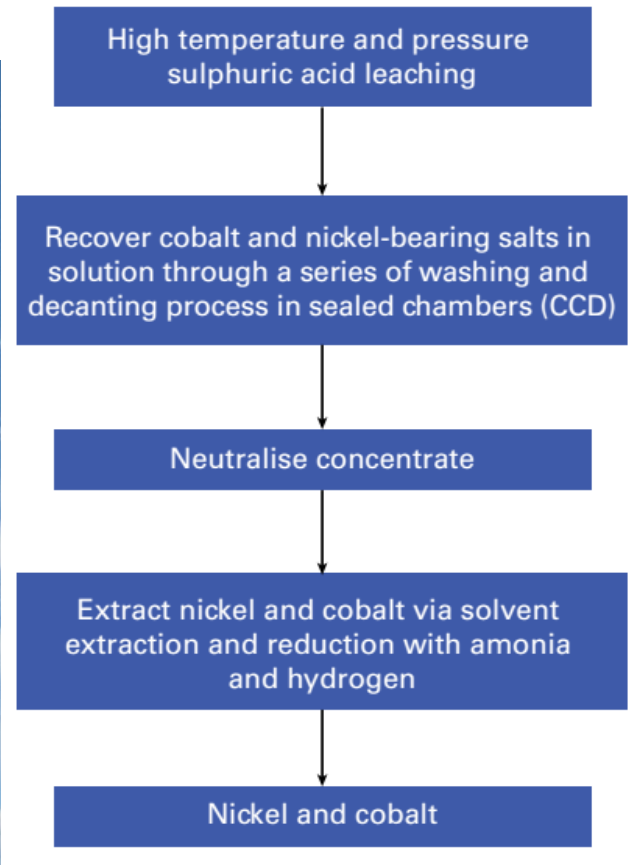 High temperature and pressure
sulphuric acid leaching
Recover cobalt and nickel-bearing salts in
solution through a series of washing and
decanting process in sealed chambers (CCD)
Neutralise concentrate
Extract nickel and cobalt via solvent
extraction and reduction with amonia
and hydrogen
Nickel and cobalt